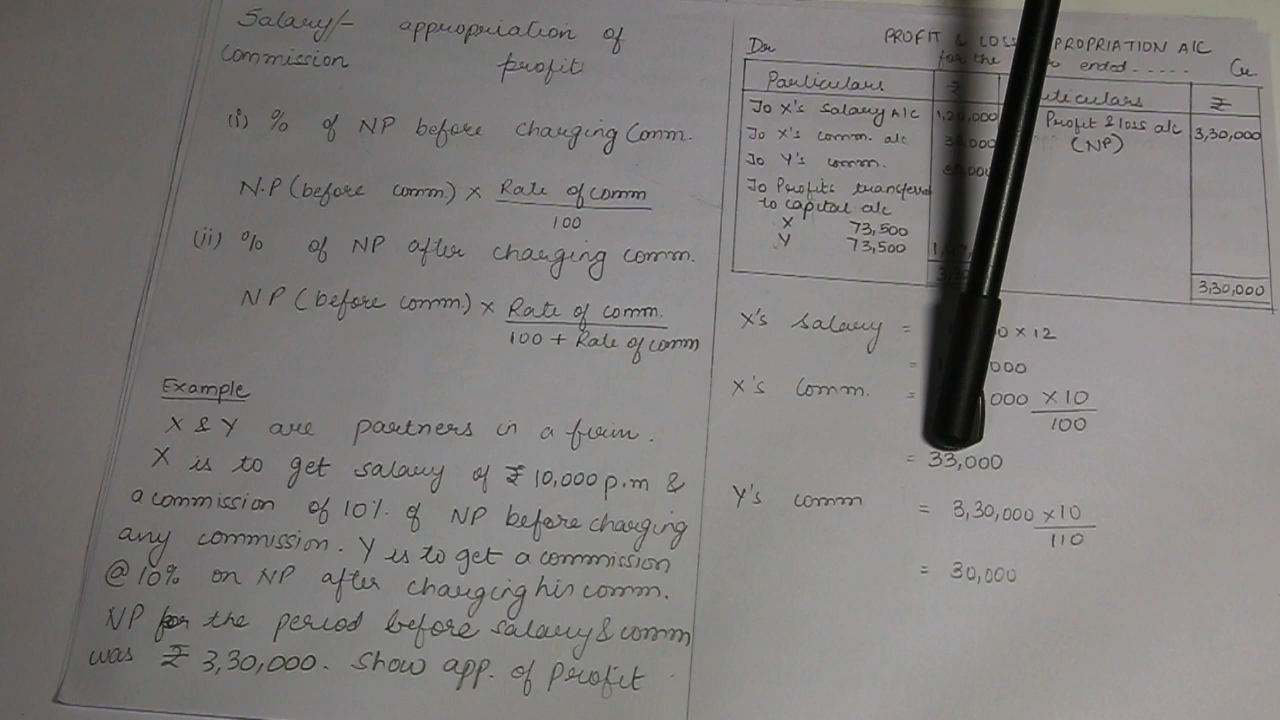 Salary/- appropriation of
commission profit
(i) % of NP before charging Comm.
N.P (before comm.) × Rate of comm
100
(ii) % of NP after charging comm.
NP (before comm.) × Rate of comm.
100 + Rate of comm
Example
X & Y are partners in a firm.
X is to get salary of ₹ 10,000 p.m &
a commission of 10% of NP before charging
any commission. Y is to get a commission
@ 10% on NP after charging his comm.
NP for the period before salary & comm
was ₹ 3,30,000. Show app. of profit
PROFIT & A/C
Dr for the ended..... Cr
Particulars ₹
To X's salary A/c Profit & loss a/c 3,30,000
To X's comm. a/c (NP)
To Y's comm.
To Profits transferred
to capital a/c
X 73,500
Y 73,500
3,30,000
X's salary = × 12
=
X's Comm. = × 10
100
= 33,000
Y's comm = 3,30,000 × 10
110
= 30,000